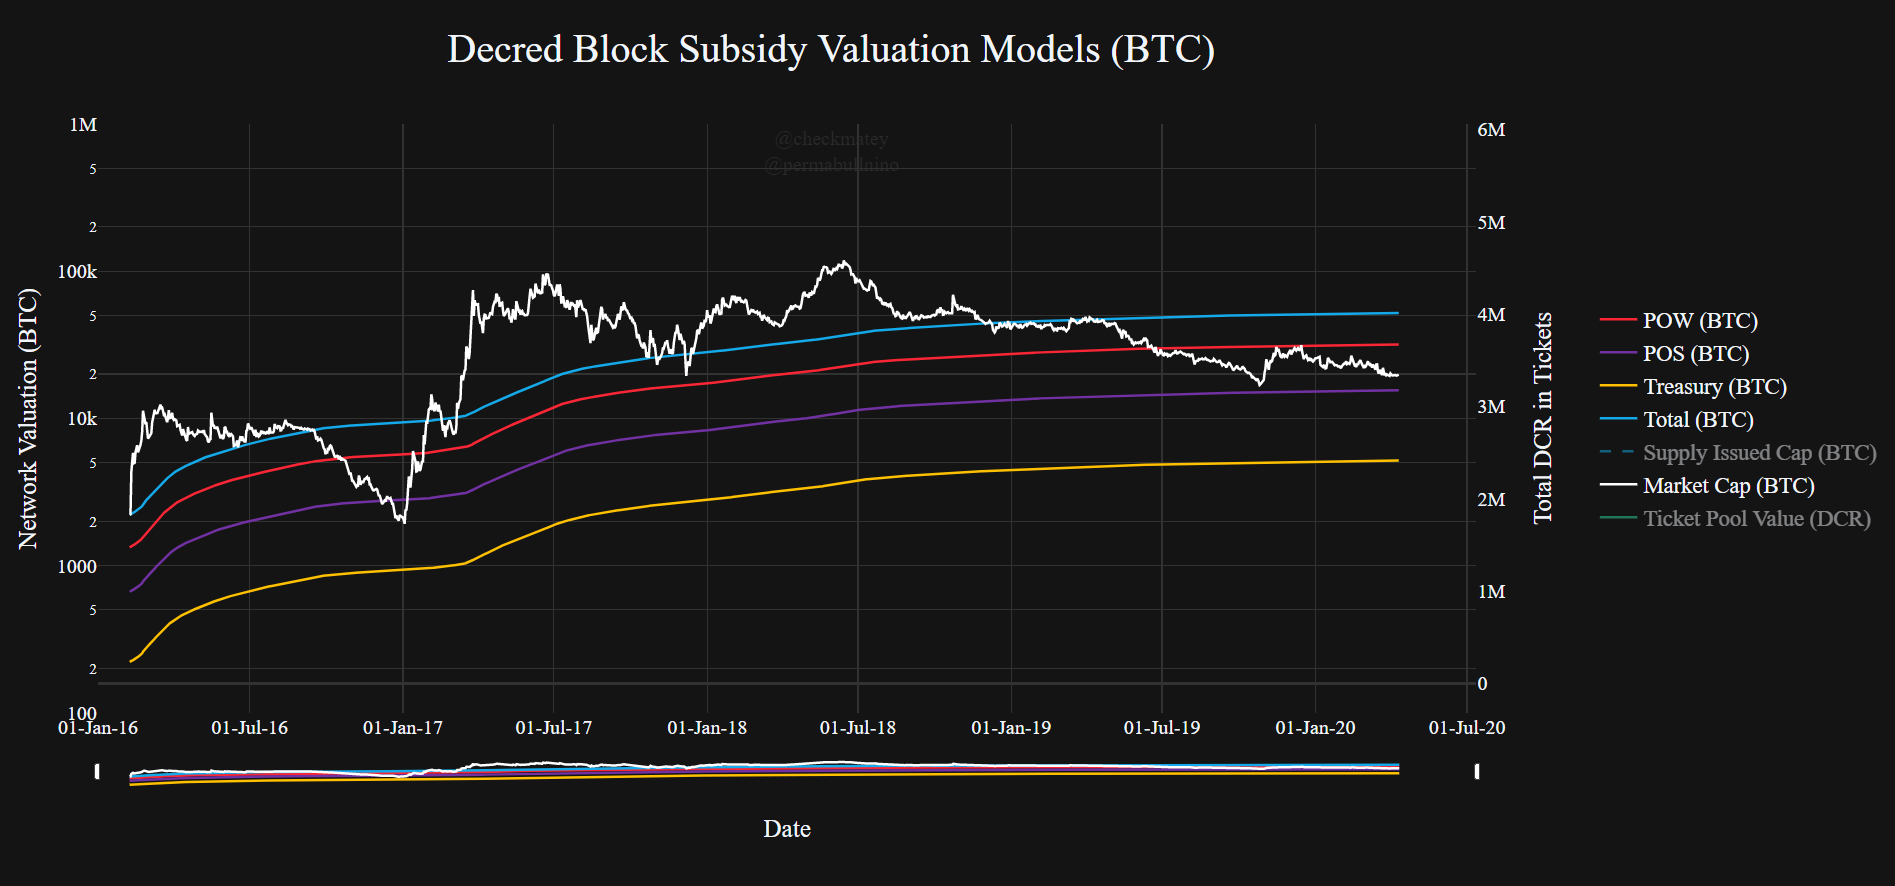 Decred Block Subsidy Valuation Models (BTC)
@checkmatey
@permabullnino
Network Valuation (BTC)
1M
5
2
100k
5
2
10k
5
2
1000
5
2
100
6M
5M
4M
3M
2M
1M
0
Total DCR in Tickets
01-Jan-16
01-Jul-16
01-Jan-17
01-Jul-17
01-Jan-18
01-Jul-18
01-Jan-19
01-Jul-19
01-Jan-20
01-Jul-20
Date
POW (BTC)
POS (BTC)
Treasury (BTC)
Total (BTC)
Supply Issued Cap (BTC)
Market Cap (BTC)
Ticket Pool Value (DCR)